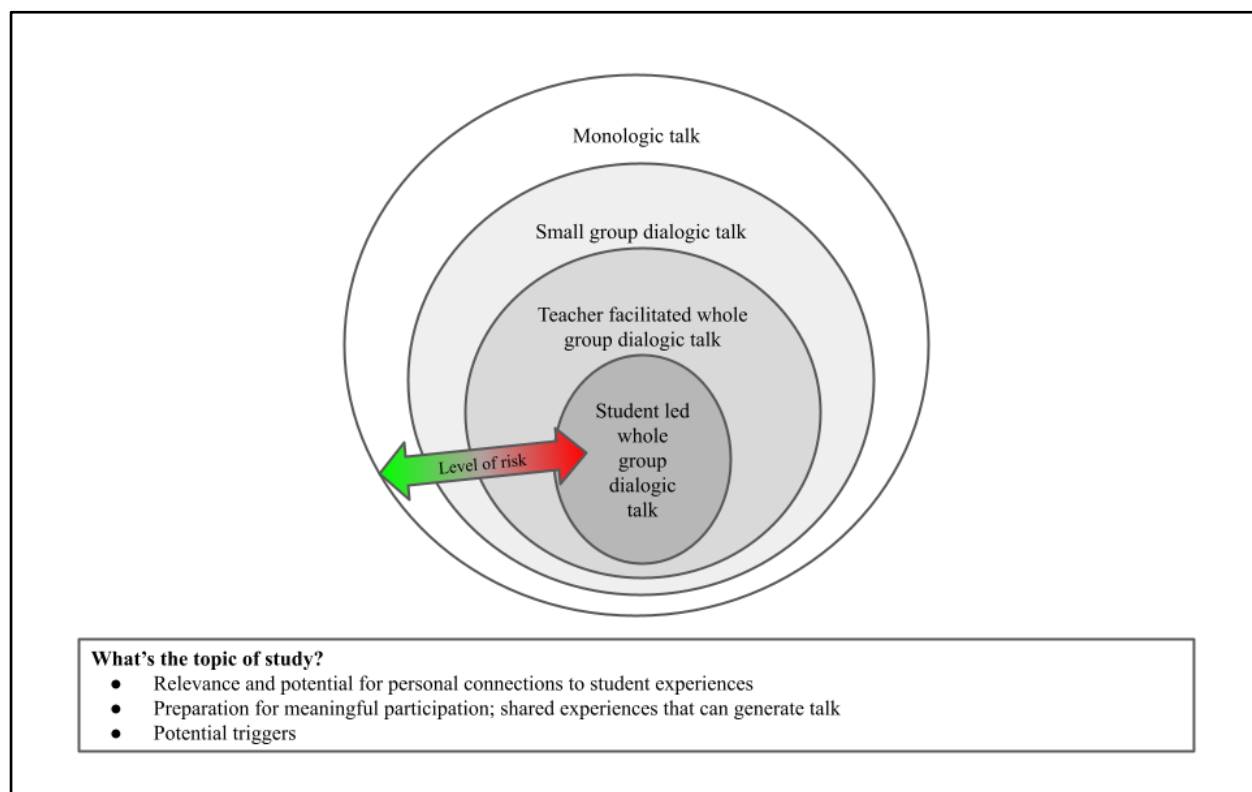 Monologic talk
Small group dialogic talk
Teacher facilitated whole
group dialogic talk
Student led
whole
group
dialogic
talk
Level of risk
What’s the topic of study?
● Relevance and potential for personal connections to student experiences
● Preparation for meaningful participation; shared experiences that can generate talk
● Potential triggers